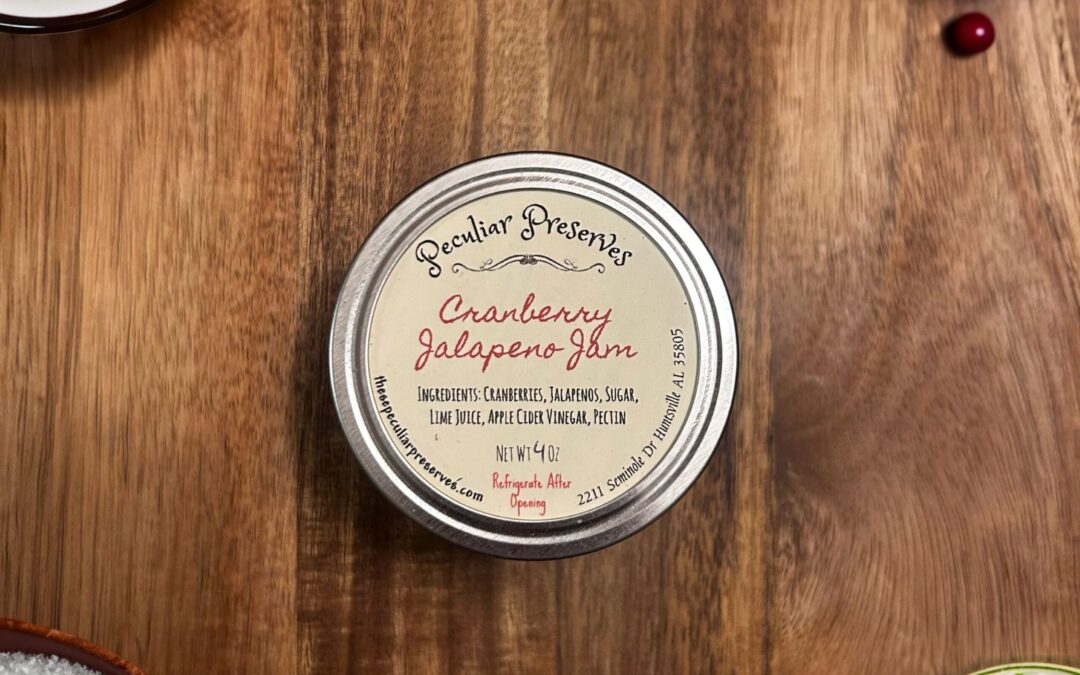 Peculiar Preserves
Cranberry
Jalapeno Jam
Ingredients: Cranberries, Jalapenos, Sugar,
Lime Juice, Apple Cider Vinegar, Pectin
Net Wt 4 Oz
Refrigerate After
Opening
thesepeculiarpreserves.com
2211 Seminole Dr Huntsville AL 35805